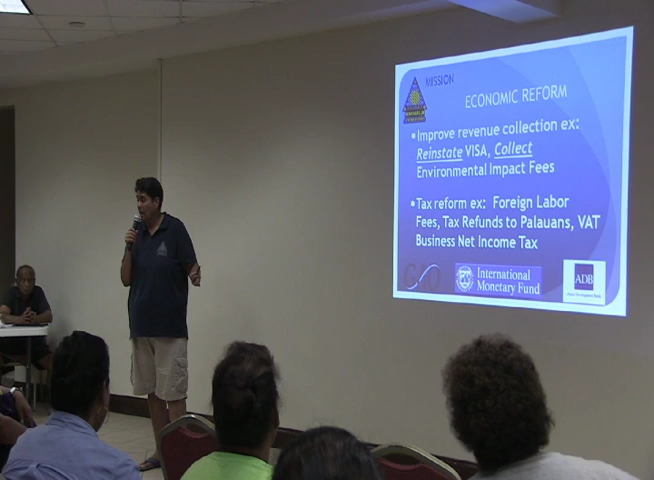 MISSION
ECONOMIC REFORM
•Improve revenue collection ex:
Reinstate VISA, Collect
Environmental Impact Fees
•Tax reform ex: Foreign Labor
Fees, Tax Refunds to Palauans, VAT
Business Net Income Tax
International
Monetary Fund
ADB